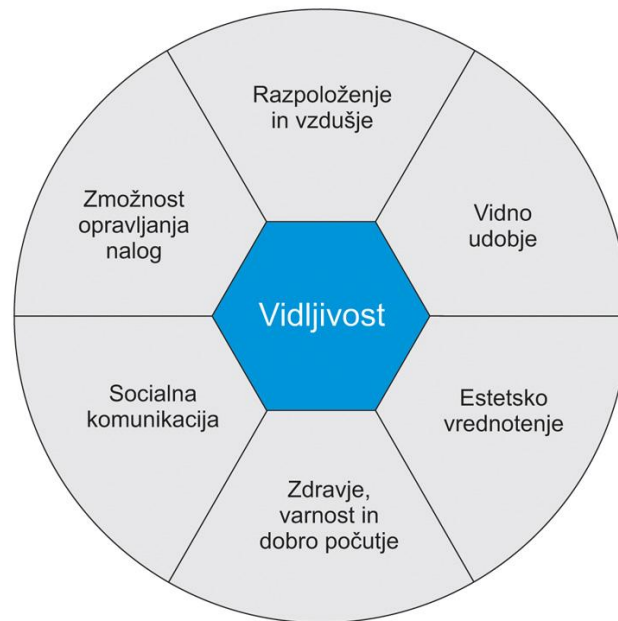 Razpoloženje
in vzdušje
Vidno
udobje
Estetsko
vrednotenje
Zdravje,
varnost in
dobro počutje
Socialna
komunikacija
Zmožnost
opravljanja
nalog
Vidljivost